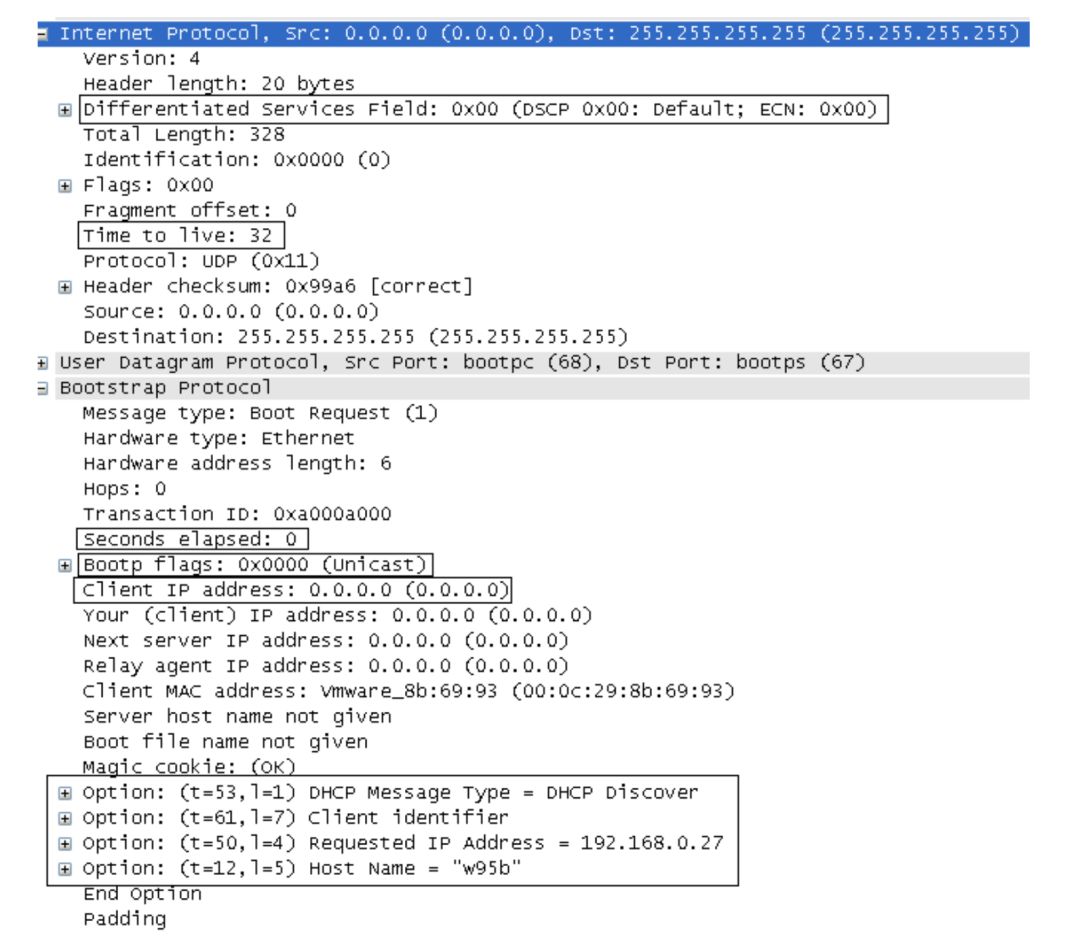 Internet Protocol, Src: 0.0.0.0 (0.0.0.0), Dst: 255.255.255.255 (255.255.255.255)
Version: 4
Header length: 20 bytes
Differentiated Services Field: 0x00 (DSCP 0x00: Default; ECN: 0x00)
Total Length: 328
Identification: 0x0000 (0)
Flags: 0x00
Fragment offset: 0
Time to live: 32
Protocol: UDP (0x11)
Header checksum: 0x99a6 [correct]
Source: 0.0.0.0 (0.0.0.0)
Destination: 255.255.255.255 (255.255.255.255)
User Datagram Protocol, Src Port: bootpc (68), Dst Port: bootps (67)
Bootstrap Protocol
Message type: Boot Request (1)
Hardware type: Ethernet
Hardware address length: 6
Hops: 0
Transaction ID: 0xa000a000
Seconds elapsed: 0
Bootp flags: 0x0000 (Unicast)
Client IP address: 0.0.0.0 (0.0.0.0)
Your (client) IP address: 0.0.0.0 (0.0.0.0)
Next server IP address: 0.0.0.0 (0.0.0.0)
Relay agent IP address: 0.0.0.0 (0.0.0.0)
Client MAC address: Vmware_8b:69:93 (00:0c:29:8b:69:93)
Server host name not given
Boot file name not given
Magic cookie: (OK)
Option: (t=53,l=1) DHCP Message Type = DHCP Discover
Option: (t=61,l=7) Client identifier
Option: (t=50,l=4) Requested IP Address = 192.168.0.27
Option: (t=12,l=5) Host Name = "w95b"
End Option
Padding